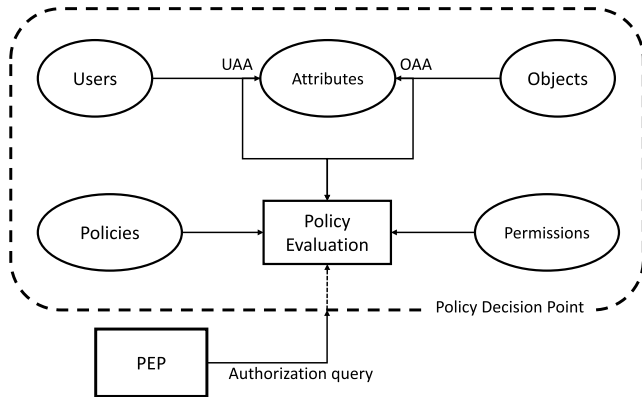 UAA
OAA
Users
Attributes
Objects
Policies
Policy
Evaluation
Permissions
Policy Decision Point
PEP
Authorization query